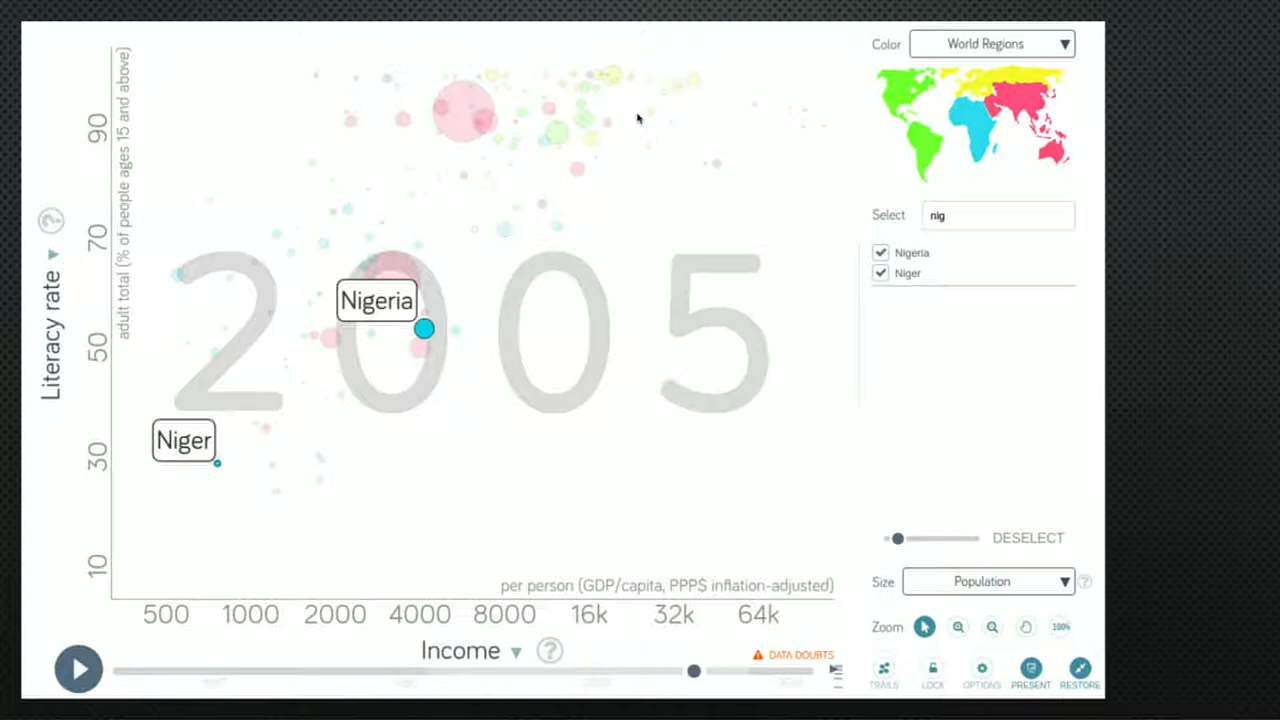 Color
World Regions
90
70
50
30
10
Literacy rate
adult total (% of people ages 15 and above)
2005
Nigeria
Niger
Select
nig
Nigeria
Niger
DESELECT
per person (GDP/capita, PPP$ inflation-adjusted)
Size
Population
500 1000 2000 4000 8000 16k 32k 64k
Zoom
100%
Income
DATA DOUBTS
TRAILS LOCK OPTIONS PRESENT RESTORE